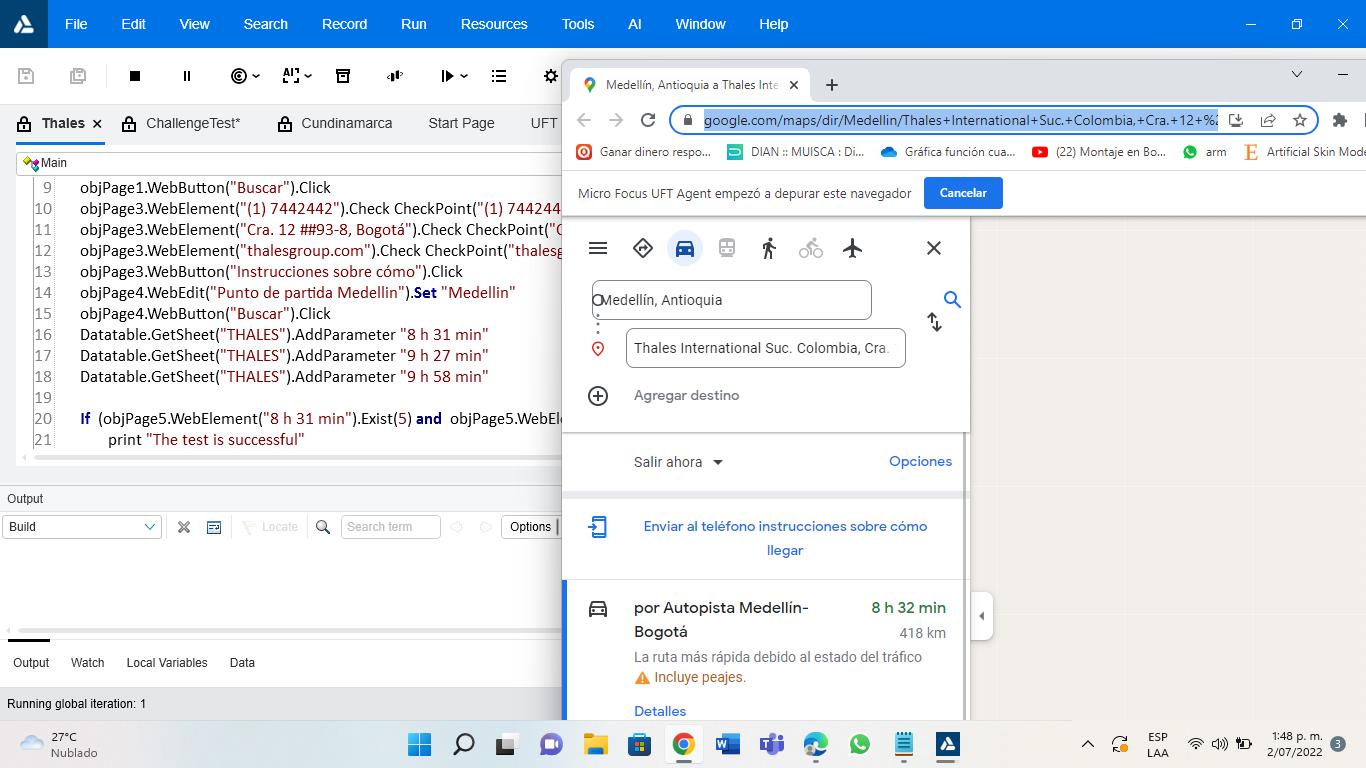 File Edit View Search Record Run Resources Tools AI Window Help
Thales ChallengeTest* Cundinamarca Start Page UFT
Main
9 objPage1.WebButton("Buscar").Click
10 objPage3.WebElement("(1) 7442442").Check CheckPoint("(1) 744244
11 objPage3.WebElement("Cra. 12 ##93-8, Bogotá").Check CheckPoint("C
12 objPage3.WebElement("thalesgroup.com").Check CheckPoint("thalesg
13 objPage3.WebButton("Instrucciones sobre cómo").Click
14 objPage4.WebEdit("Punto de partida Medellin").Set "Medellin"
15 objPage4.WebButton("Buscar").Click
16 Datatable.GetSheet("THALES").AddParameter "8 h 31 min"
17 Datatable.GetSheet("THALES").AddParameter "9 h 27 min"
18 Datatable.GetSheet("THALES").AddParameter "9 h 58 min"
19
20 If (objPage5.WebElement("8 h 31 min").Exist(5) and objPage5.WebEl
21 print "The test is successful"
Output
Build Locate Search term Options
Output Watch Local Variables Data
Running global iteration: 1
Medellín, Antioquia a Thales Inte
google.com/maps/dir/Medellin/Thales+International+Suc.+Colombia,+Cra.+12+%2
Ganar dinero respo... DIAN :: MUISCA : Di... Gráfica función cua... (22) Montaje en Bo... arm Artificial Skin Mode
Micro Focus UFT Agent empezó a depurar este navegador Cancelar
Medellín, Antioquia
Thales International Suc. Colombia, Cra.
Agregar destino
Salir ahora Opciones
Enviar al teléfono instrucciones sobre cómo
llegar
por Autopista Medellín- 8 h 32 min
Bogotá 418 km
La ruta más rápida debido al estado del tráfico
Incluye peajes.
Detalles
27°C
Nublado
ESP
LAA
1:48 p. m.
2/07/2022
3